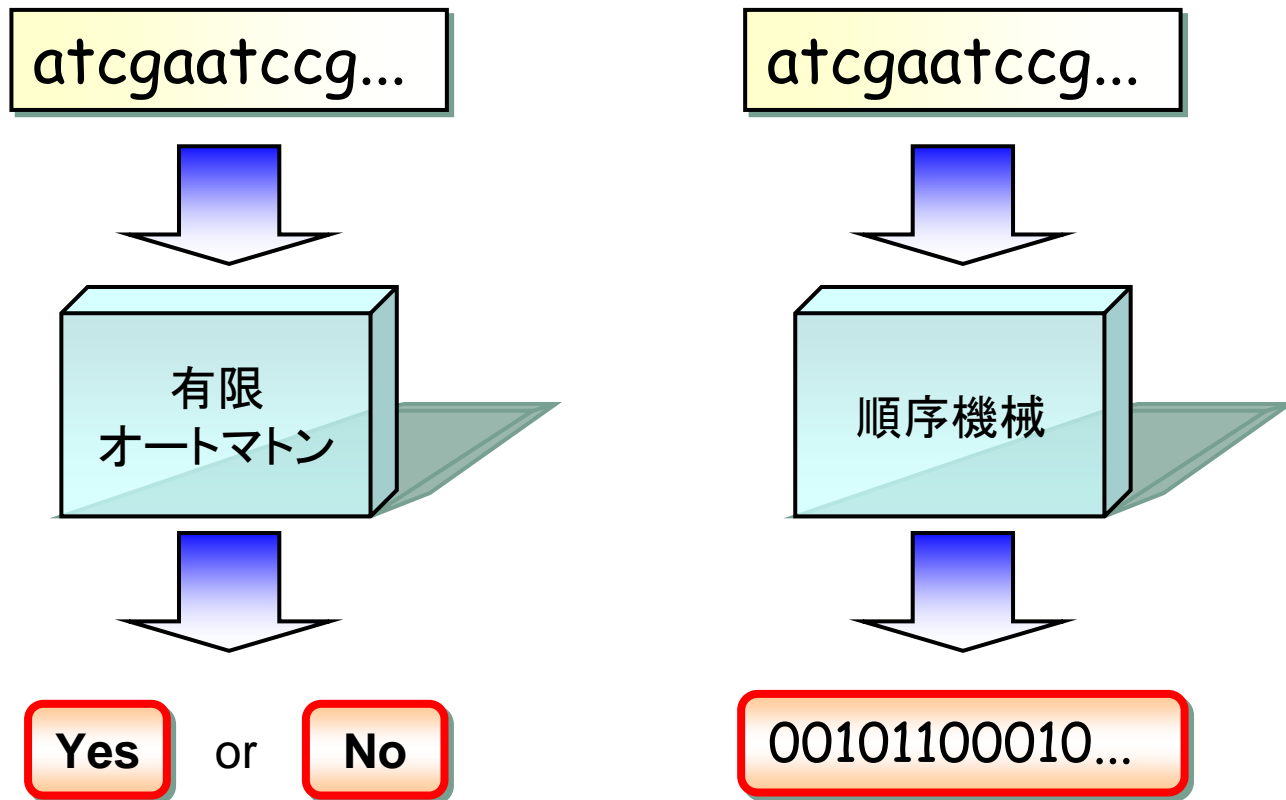 atcgaatccg...
有限
オートマトン
Yes or No
atcgaatccg...
順序機械
00101100010...